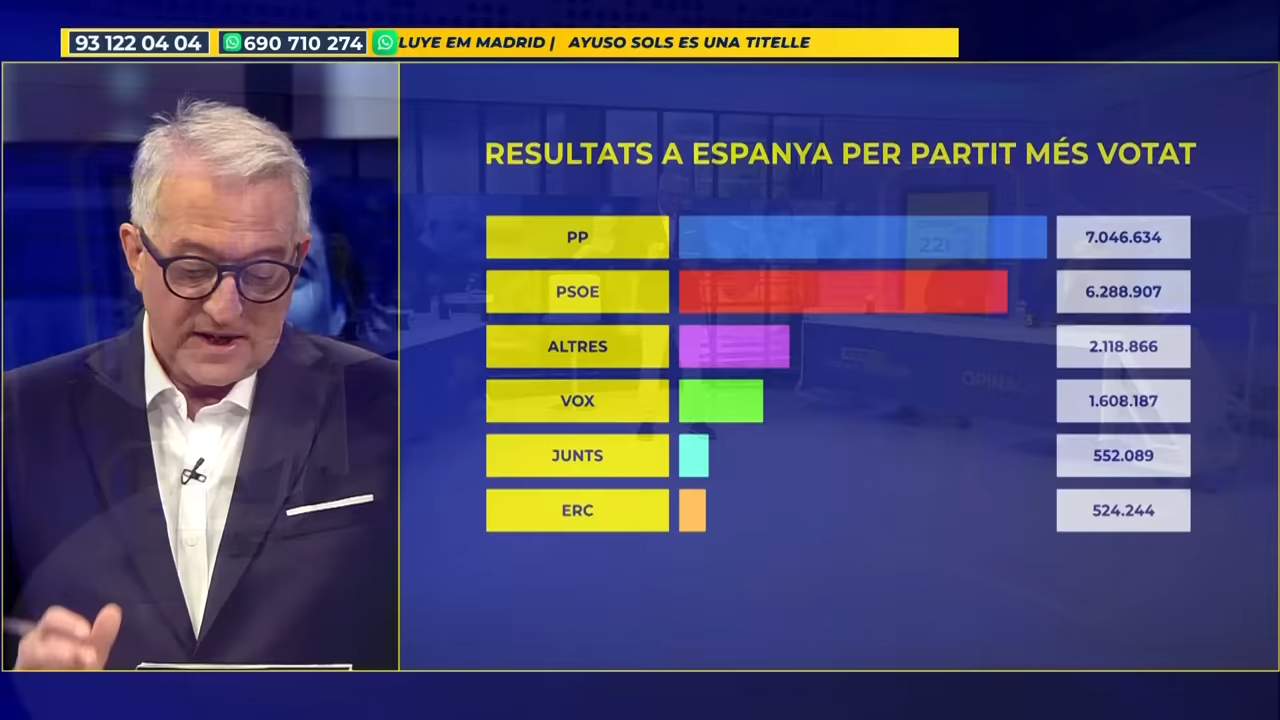 93 122 04 04
690 710 274
LUYE EM MADRID | AYUSO SOLS ES UNA TITELLE
RESULTATS A ESPANYA PER PARTIT MÉS VOTAT
PP 7.046.634
PSOE 6.288.907
ALTRES 2.118.866
VOX 1.608.187
JUNTS 552.089
ERC 524.244